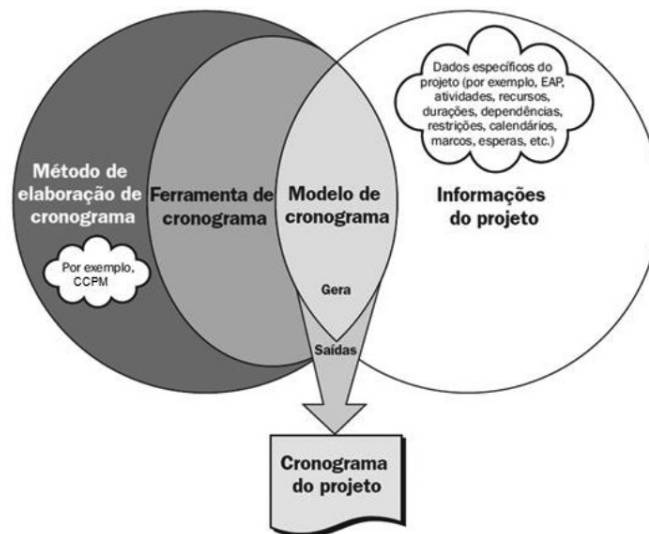 Dados específicos do
projeto (por exemplo, EAP,
atividades, recursos,
durações, dependências,
restrições, calendários,
marcos, esperas, etc.)
Método de
elaboração de
cronograma
Ferramenta de
cronograma
Modelo de
cronograma
Informações
do projeto
Por exemplo,
CCPM
Gera
Saídas
Cronograma
do projeto